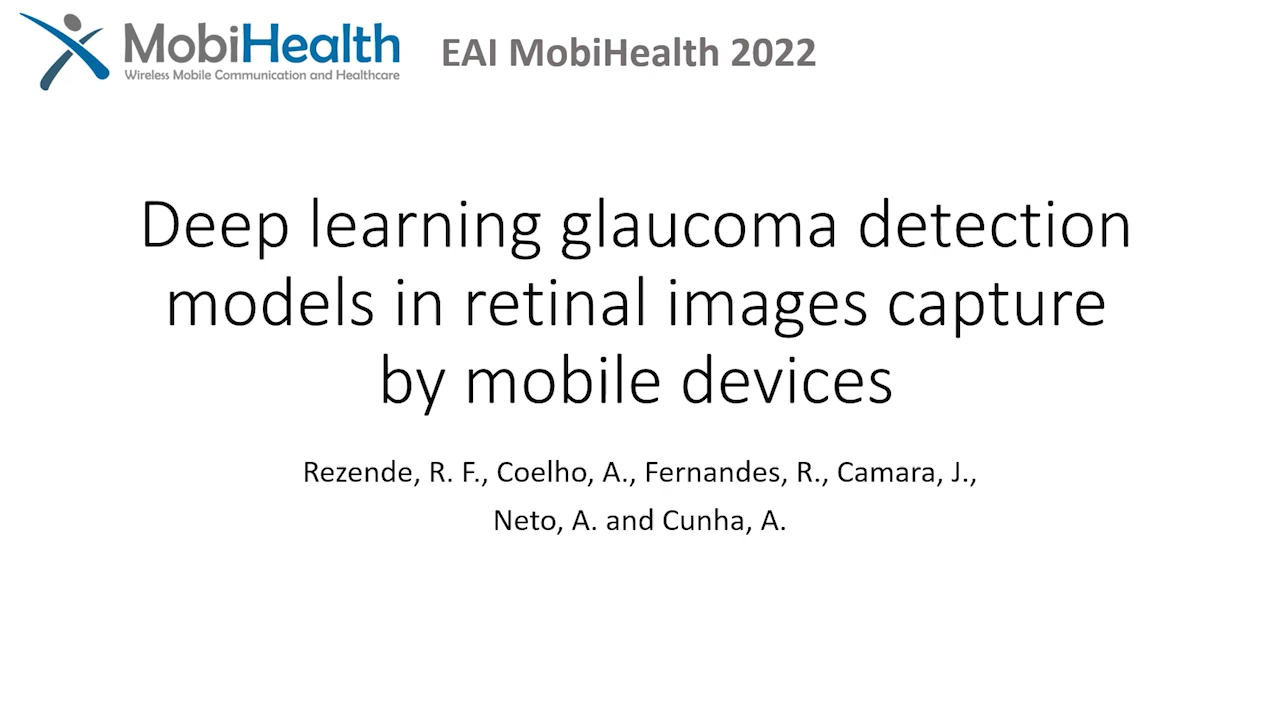 MobiHealth
Wireless Mobile Communication and Healthcare
EAI MobiHealth 2022
Deep learning glaucoma detection
models in retinal images capture
by mobile devices
Rezende, R. F., Coelho, A., Fernandes, R., Camara, J.,
Neto, A. and Cunha, A.